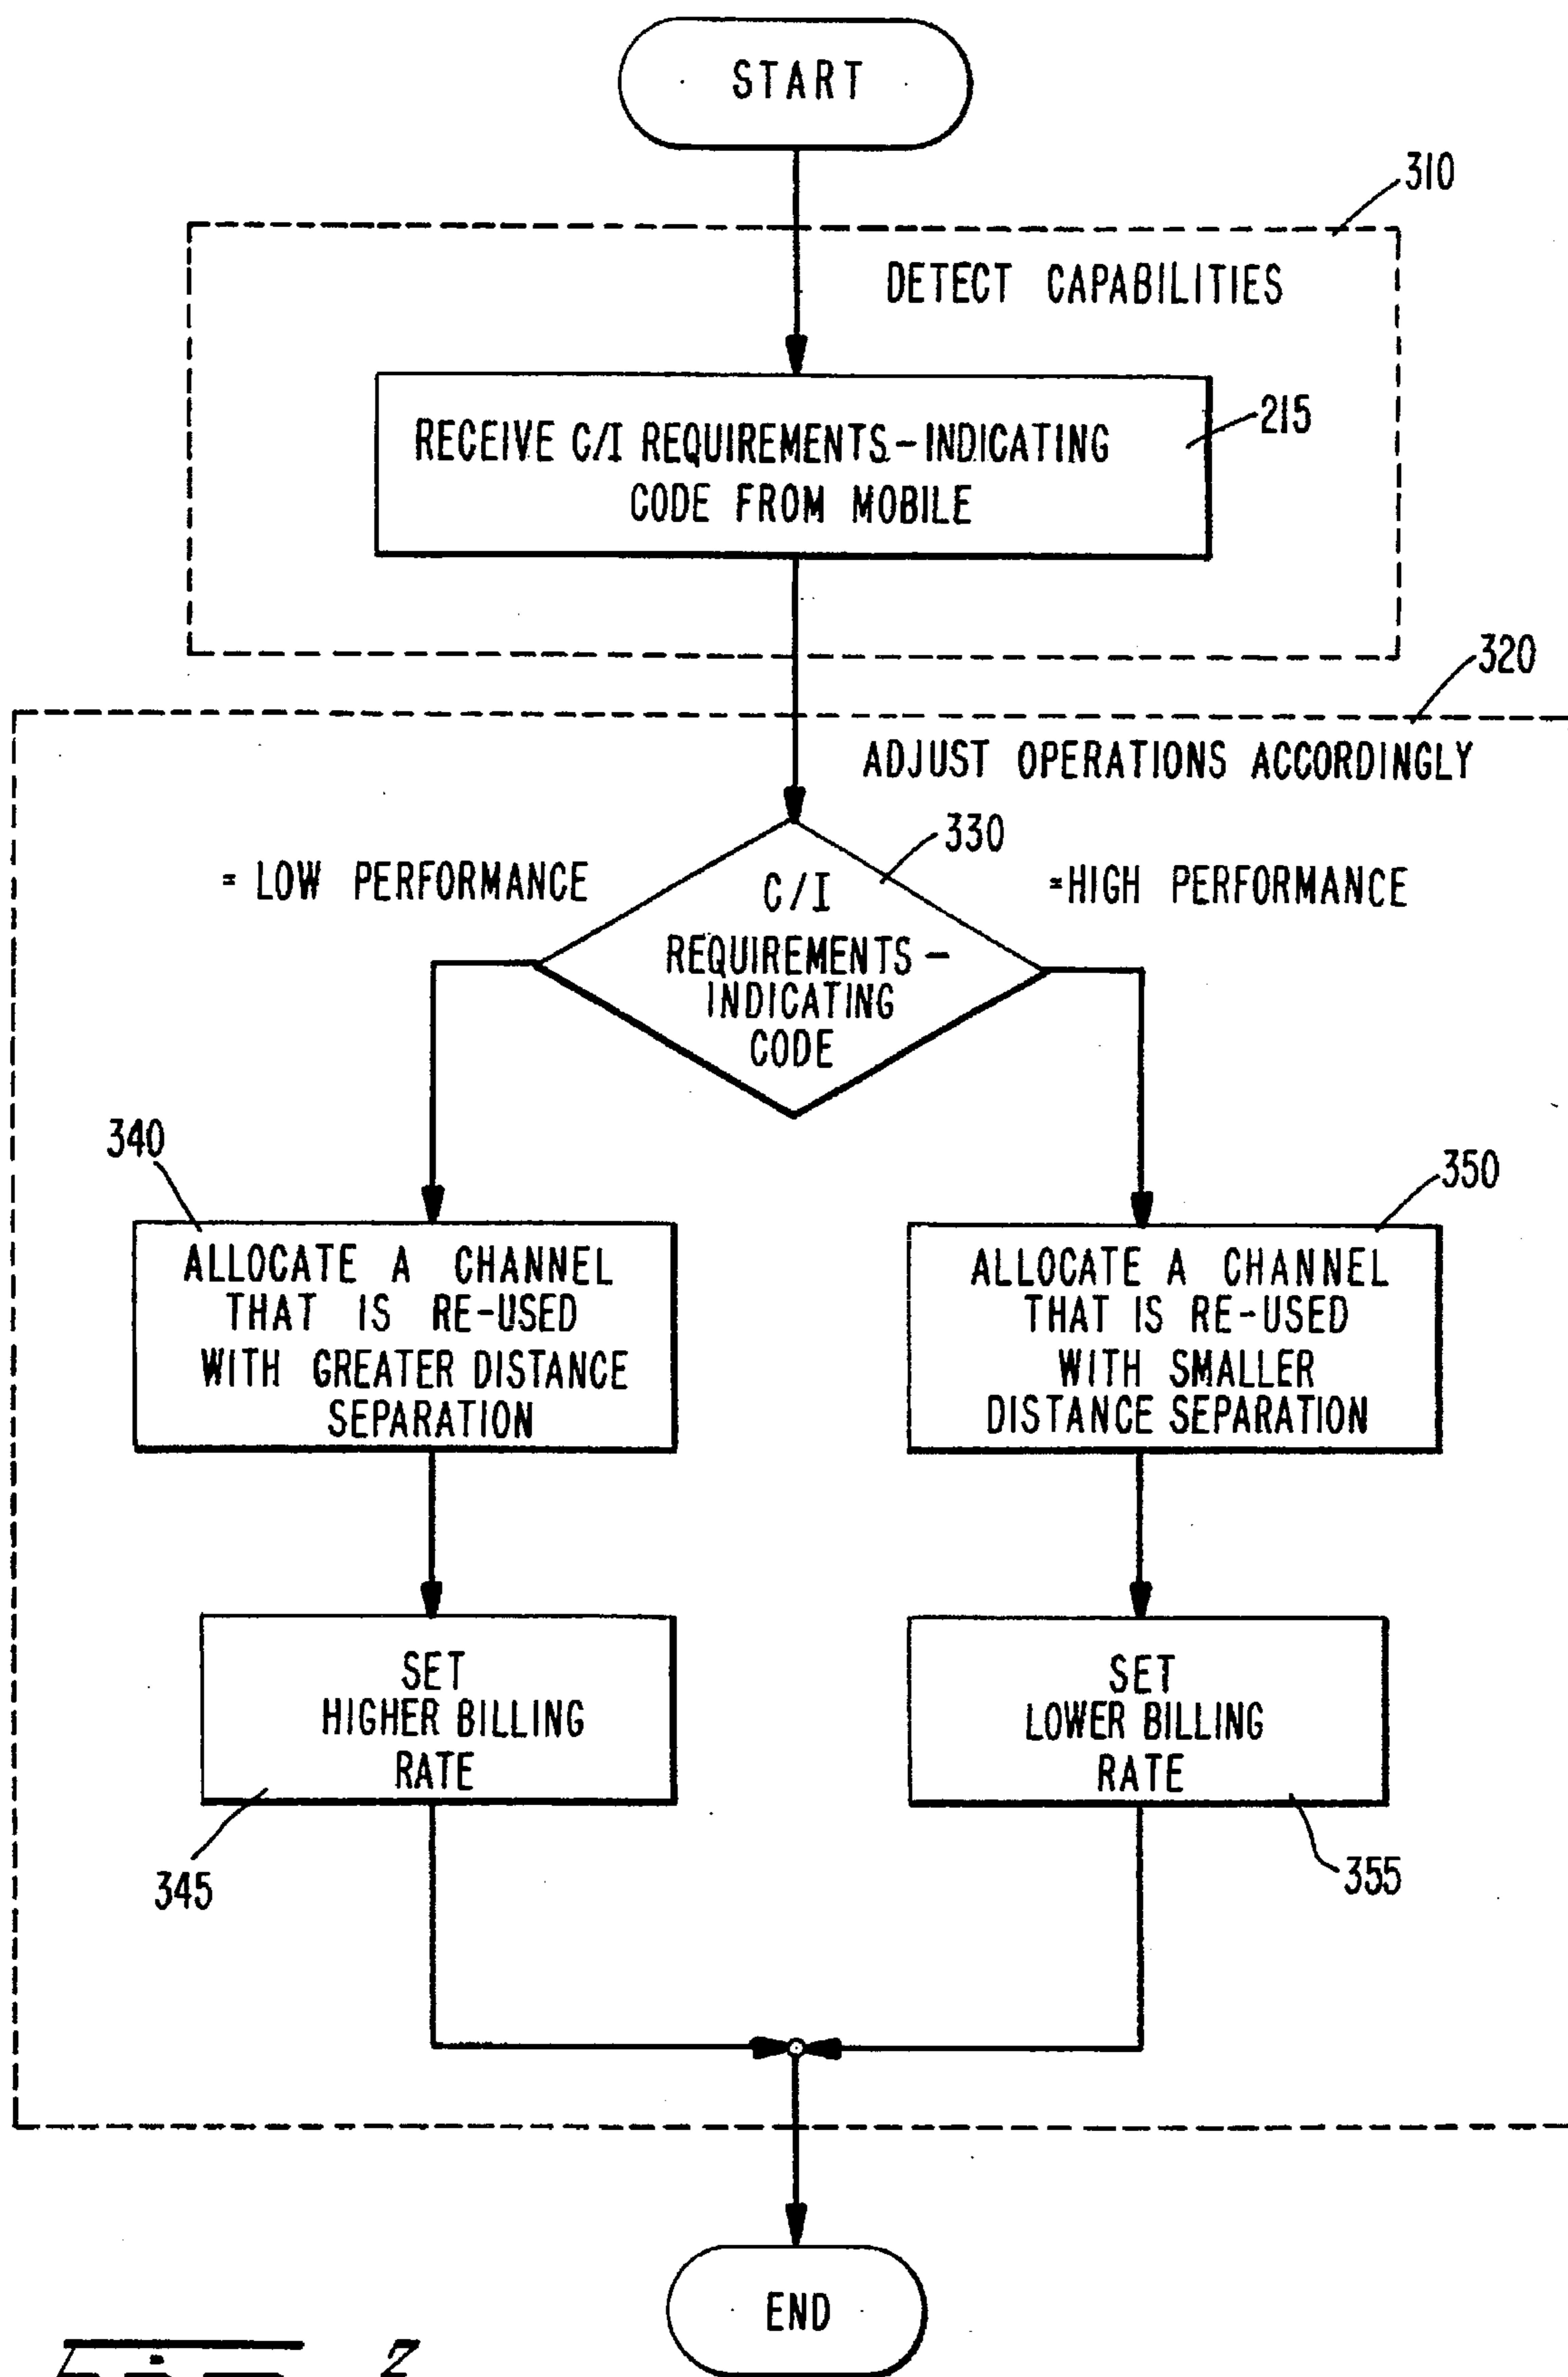 START
310
DETECT CAPABILITIES
215
RECEIVE C/I REQUIREMENTS-INDICATING
CODE FROM MOBILE
320
ADJUST OPERATIONS ACCORDINGLY
330
= LOW PERFORMANCE
=HIGH PERFORMANCE
C/I
REQUIREMENTS-
INDICATING
CODE
340
ALLOCATE A CHANNEL
THAT IS RE-USED
WITH GREATER DISTANCE
SEPARATION
350
ALLOCATE A CHANNEL
THAT IS RE-USED
WITH SMALLER
DISTANCE SEPARATION
SET
HIGHER BILLING
RATE
345
SET
LOWER BILLING
RATE
355
END